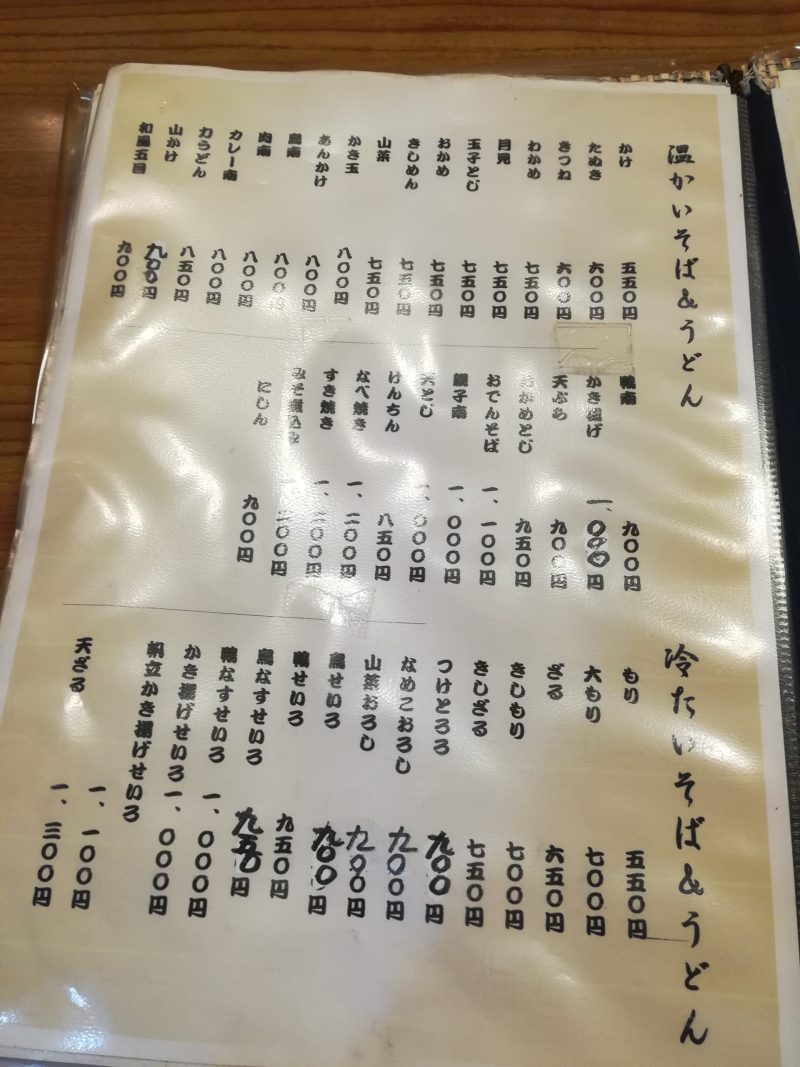 温かいそば&うどん
かけ 五五〇円
たぬき 六〇〇円
きつね 六〇〇円
わかめ 七五〇円
月見 七五〇円
玉子とじ 七五〇円
おかめ 七五〇円
きしめん 七五〇円
山菜 七五〇円
かき玉 八〇〇円
あんかけ 八〇〇円
鳥南 八〇〇円
肉南 八〇〇円
カレー南 八〇〇円
力うどん 八五〇円
山かけ 九〇〇円
和風五目 九〇〇円
鴨南 九〇〇円
かき揚げ 一、〇〇〇円
天ぷら 九〇〇円
おかめとじ 九五〇円
おでんそば 一、一〇〇円
親子南 一、〇〇〇円
天とじ 一、〇〇〇円
けんちん 八五〇円
なべ焼き 一、二〇〇円
すき焼き 一、二〇〇円
みそ煮込み 一、二〇〇円
にしん 九〇〇円
冷たいそば&うどん
もり 五五〇円
大もり 七〇〇円
ざる 六五〇円
きしもり 七〇〇円
きしざる 七五〇円
つけとろろ 九〇〇円
なめこおろし 九〇〇円
山菜おろし 九〇〇円
鳥せいろ 九〇〇円
鴨せいろ 九五〇円
鳥なすせいろ 九五〇円
鴨なすせいろ 一、〇〇〇円
かき揚げせいろ 一、〇〇〇円
帆立かき揚げせいろ 一、一〇〇円
天ざる 一、三〇〇円